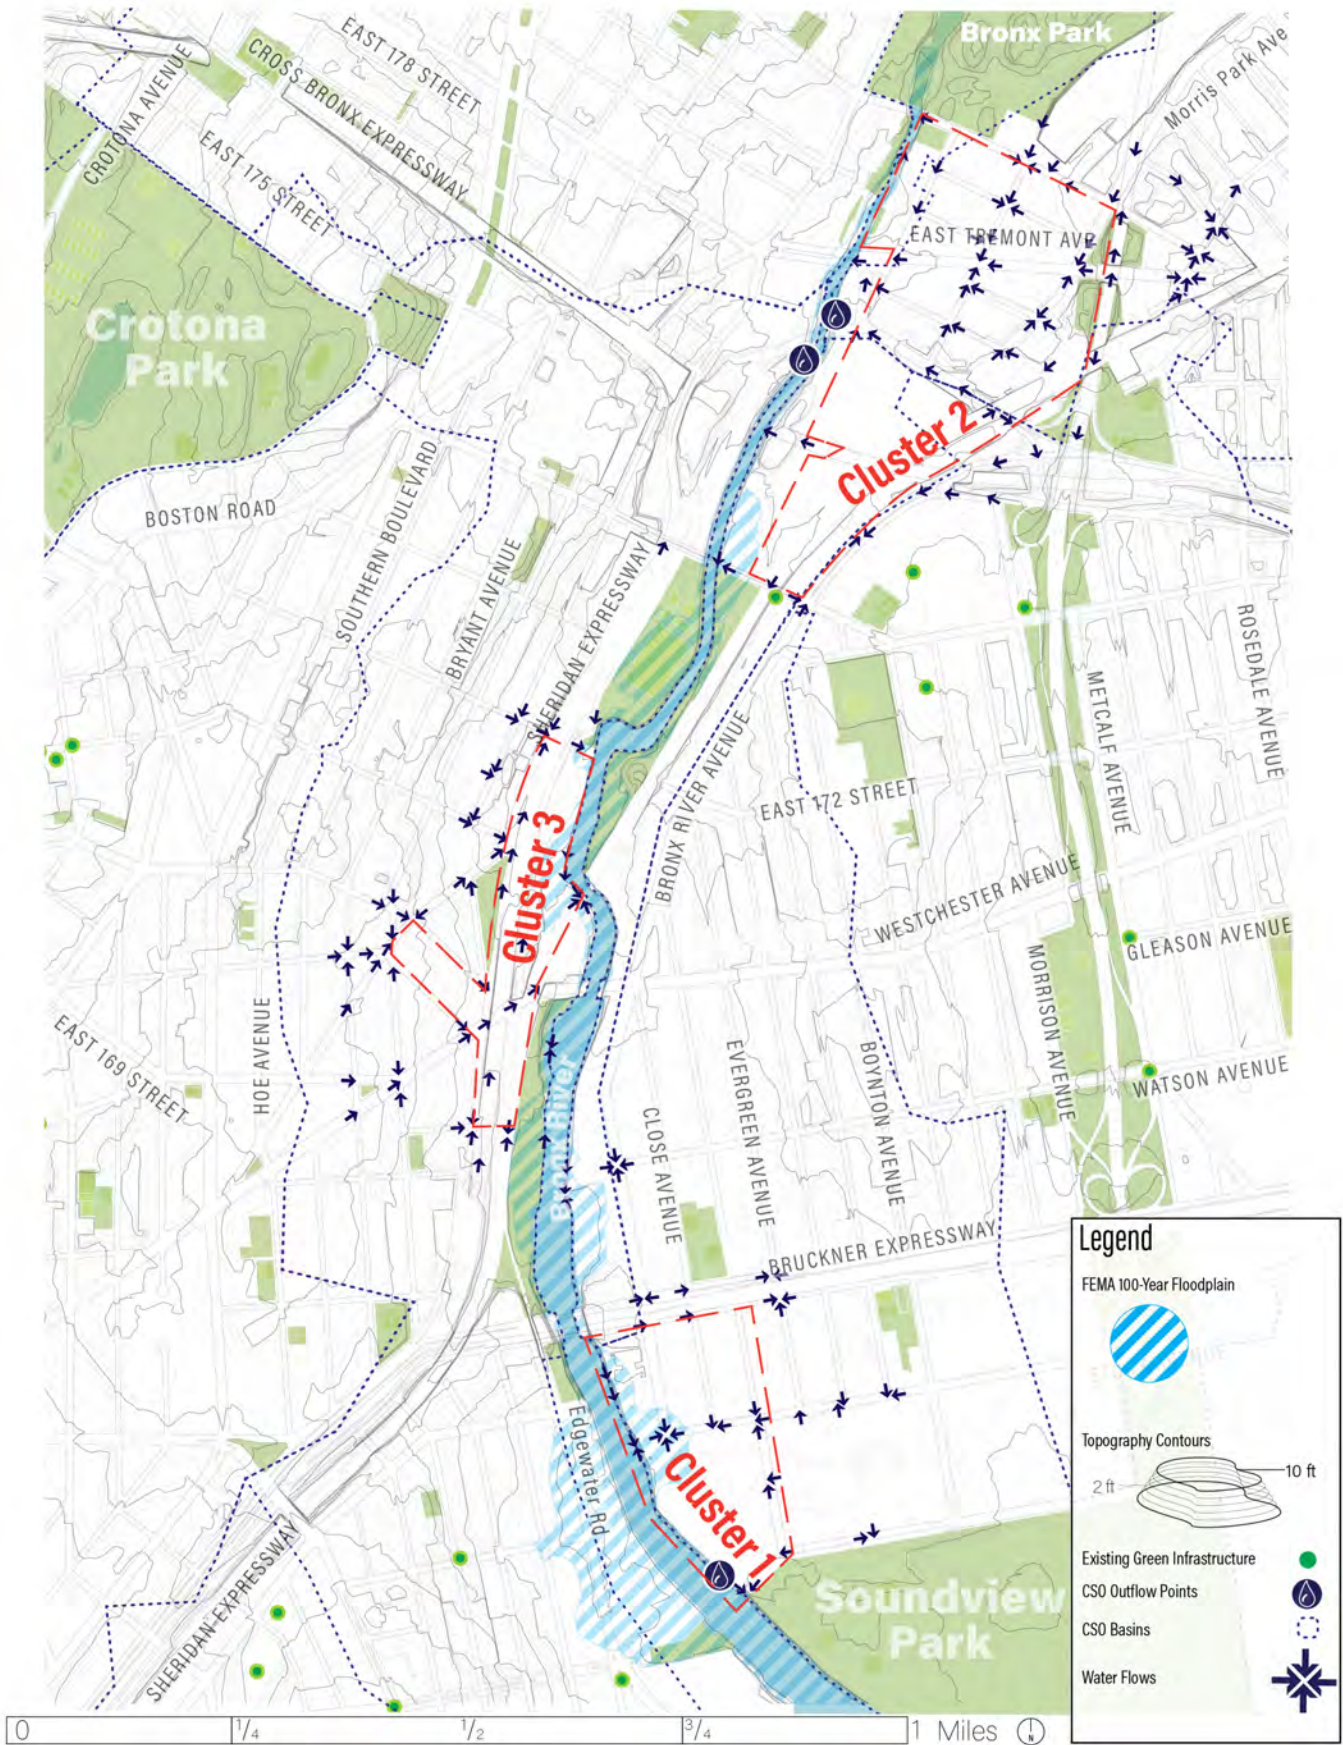 Bronx Park
EAST 178 STREET
CROTONA AVENUE
CROSS BRONX EXPRESSWAY
Morris Park Ave
EAST 175 STREET
EAST TREMONT AVE
Crotona
Park
Cluster 2
BOSTON ROAD
SOUTHERN BOULEVARD
BRYANT AVENUE
SHERIDAN EXPRESSWAY
ROSEDALE AVENUE
METCALF AVENUE
BRONX RIVER AVENUE
EAST 172 STREET
Cluster 3
WESTCHESTER AVENUE
GLEASON AVENUE
MORRISON AVENUE
HOE AVENUE
EAST 169 STREET
Bronx River
EVERGREEN AVENUE
BOYNTON AVENUE
WATSON AVENUE
CLOSE AVENUE
BRUCKNER EXPRESSWAY
Edgewater Rd
Cluster 1
Soundview
Park
SHERIDAN EXPRESSWAY
Legend
FEMA 100-Year Floodplain
Topography Contours
10 ft
2 ft
Existing Green Infrastructure
CSO Outflow Points
CSO Basins
Water Flows
0 1/4 1/2 3/4 1 Miles N